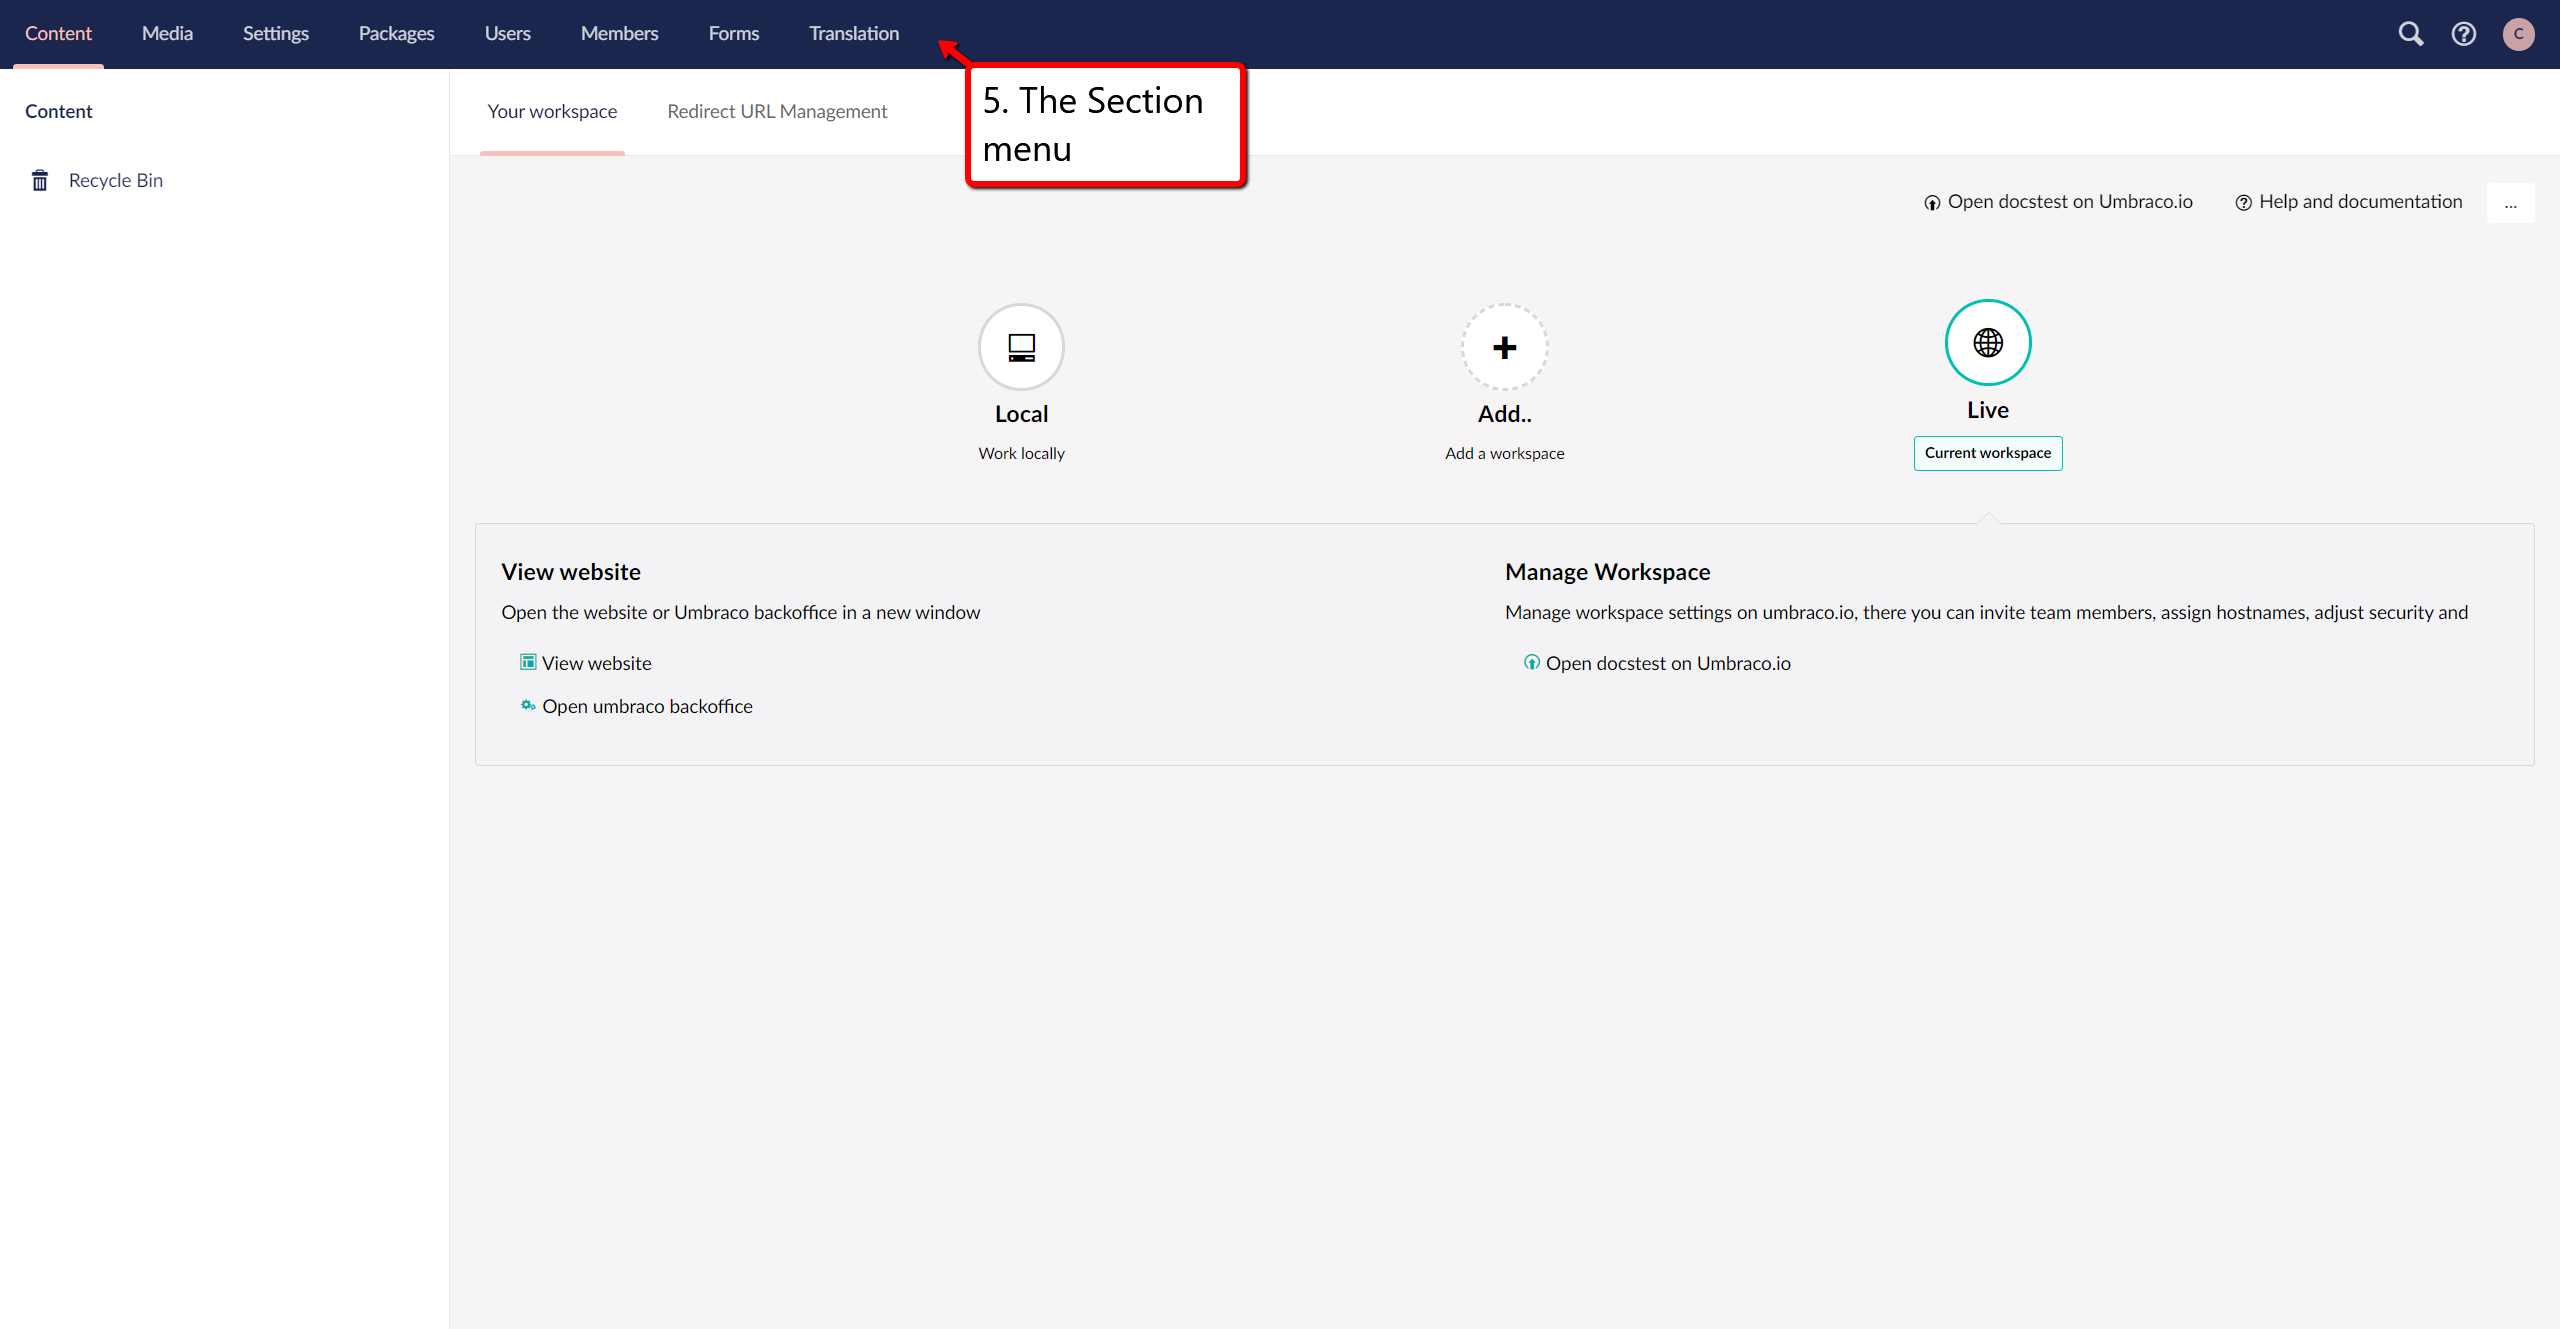 Content Media Settings Packages Users Members Forms Translation C
5. The Section
menu
Content
Your workspace Redirect URL Management
Recycle Bin
Open docstest on Umbraco.io Help and documentation ...
Local
Work locally
Add..
Add a workspace
Live
Current workspace
View website
Open the website or Umbraco backoffice in a new window
View website
Open umbraco backoffice
Manage Workspace
Manage workspace settings on umbraco.io, there you can invite team members, assign hostnames, adjust security and
Open docstest on Umbraco.io